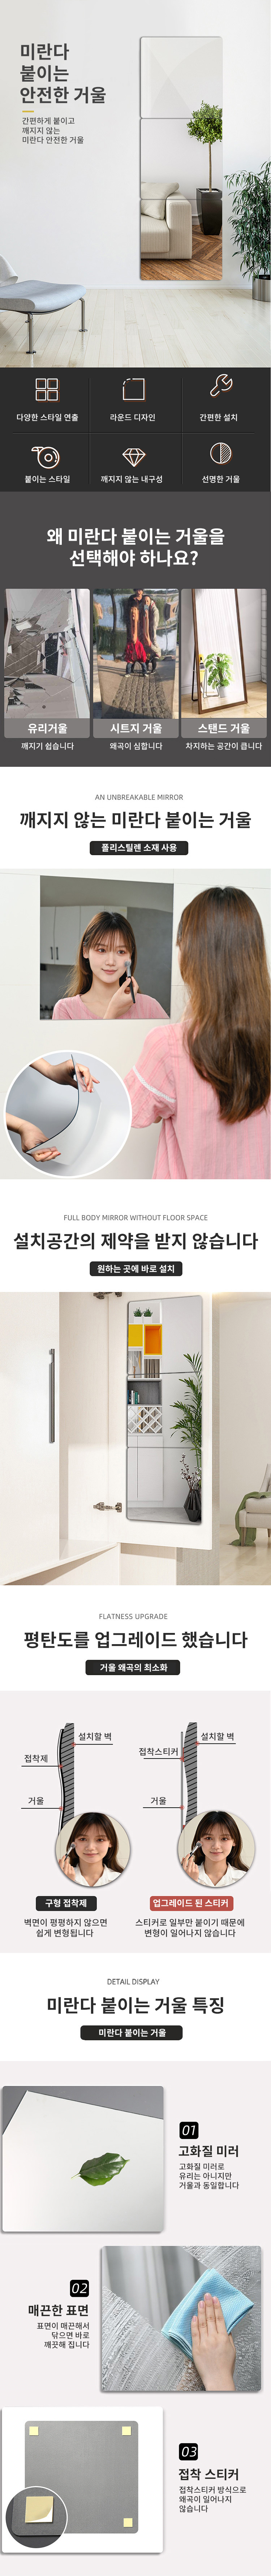 미란다
붙이는
안전한 거울
간편하게 붙이고
깨지지 않는
미란다 안전한 거울
다양한 스타일 연출
라운드 디자인
간편한 설치
붙이는 스타일
깨지지 않는 내구성
선명한 거울
왜 미란다 붙이는 거울을
선택해야 하나요?
유리거울
시트지 거울
스탠드 거울
깨지기 쉽습니다
왜곡이 심합니다
차지하는 공간이 큽니다
AN UNBREAKABLE MIRROR
깨지지 않는 미란다 붙이는 거울
폴리스틸렌 소재 사용
FULL BODY MIRROR WITHOUT FLOOR SPACE
설치공간의 제약을 받지 않습니다
원하는 곳에 바로 설치
FLATNESS UPGRADE
평탄도를 업그레이드 했습니다
거울 왜곡의 최소화
설치할 벽
접착제
거울
설치할 벽
접착스티커
거울
구형 접착제
업그레이드 된 스티커
벽면이 평평하지 않으면
쉽게 변형됩니다
스티커로 일부만 붙이기 때문에
변형이 일어나지 않습니다
DETAIL DISPLAY
미란다 붙이는 거울 특징
미란다 붙이는 거울
01
고화질 미러
고화질 미러로
유리는 아니지만
거울과 동일합니다
02
매끈한 표면
표면이 매끈해서
닦으면 바로
깨끗해 집니다
03
접착 스티커
접착스티커 방식으로
왜곡이 일어나지
않습니다